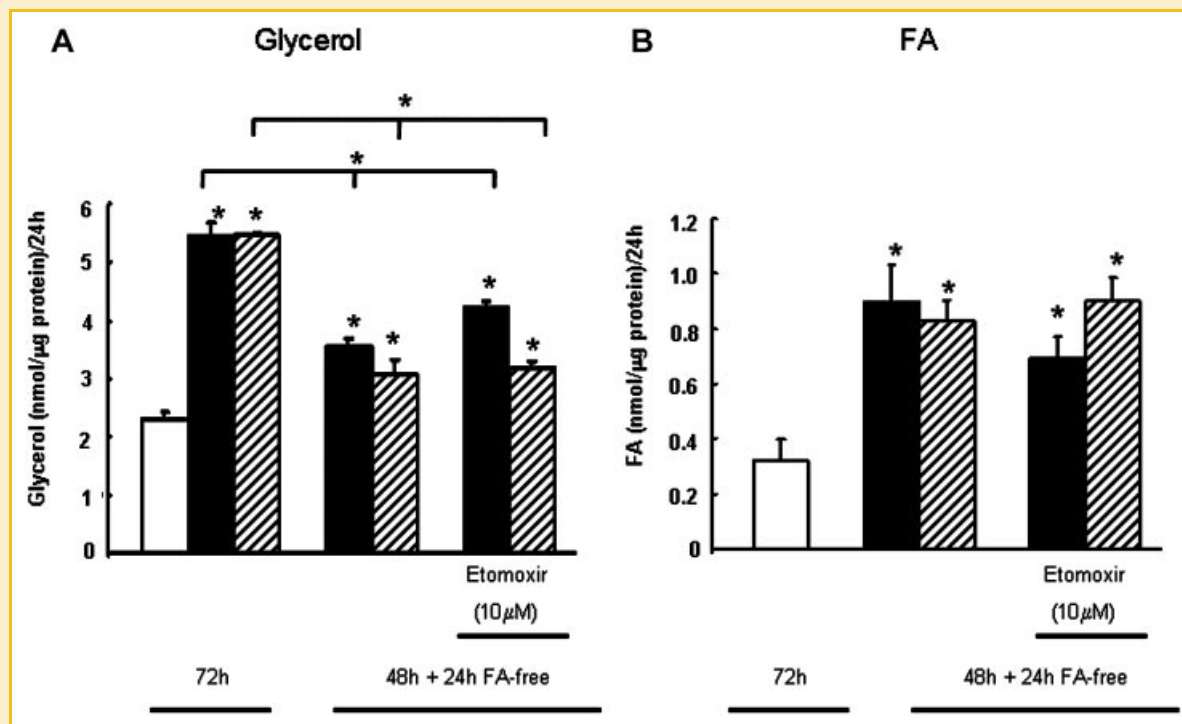 A Glycerol
*
*
Glycerol (nmol/µg protein)/24h
6
5
4
3
2
1
0
* *
* *
* *
Etomoxir
(10µM)
72h 48h + 24h FA-free
B FA
FA (nmol/µg protein)/24h
1.2
1.0
0.8
0.6
0.4
0.2
0
* *
* *
Etomoxir
(10µM)
72h 48h + 24h FA-free